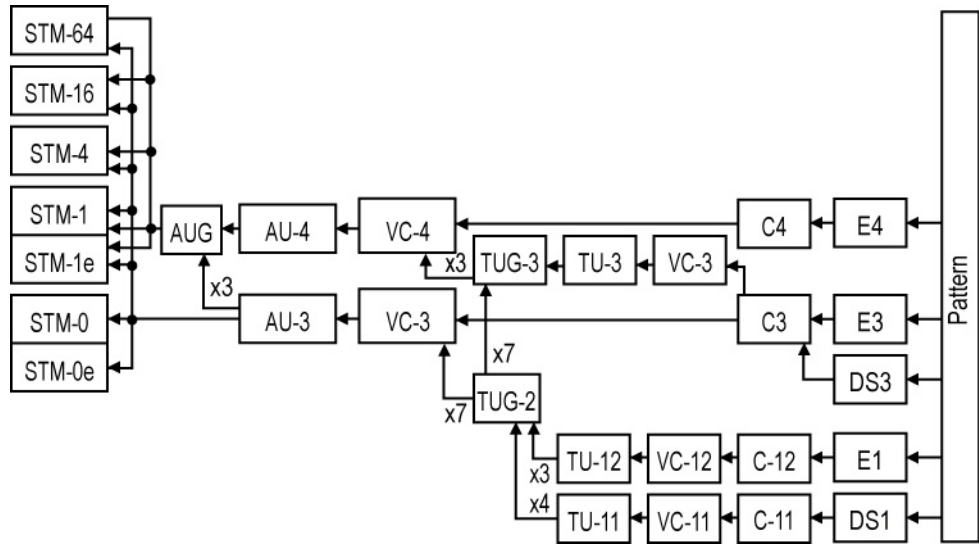 STM-64
STM-16
STM-4
STM-1
STM-1e
STM-0
STM-0e
AUG
AU-4
VC-4
C4
E4
x3
TUG-3
TU-3
VC-3
x3
AU-3
VC-3
C3
E3
x7
DS3
x7
TUG-2
x3
TU-12
VC-12
C-12
E1
x4
TU-11
VC-11
C-11
DS1
Pattern